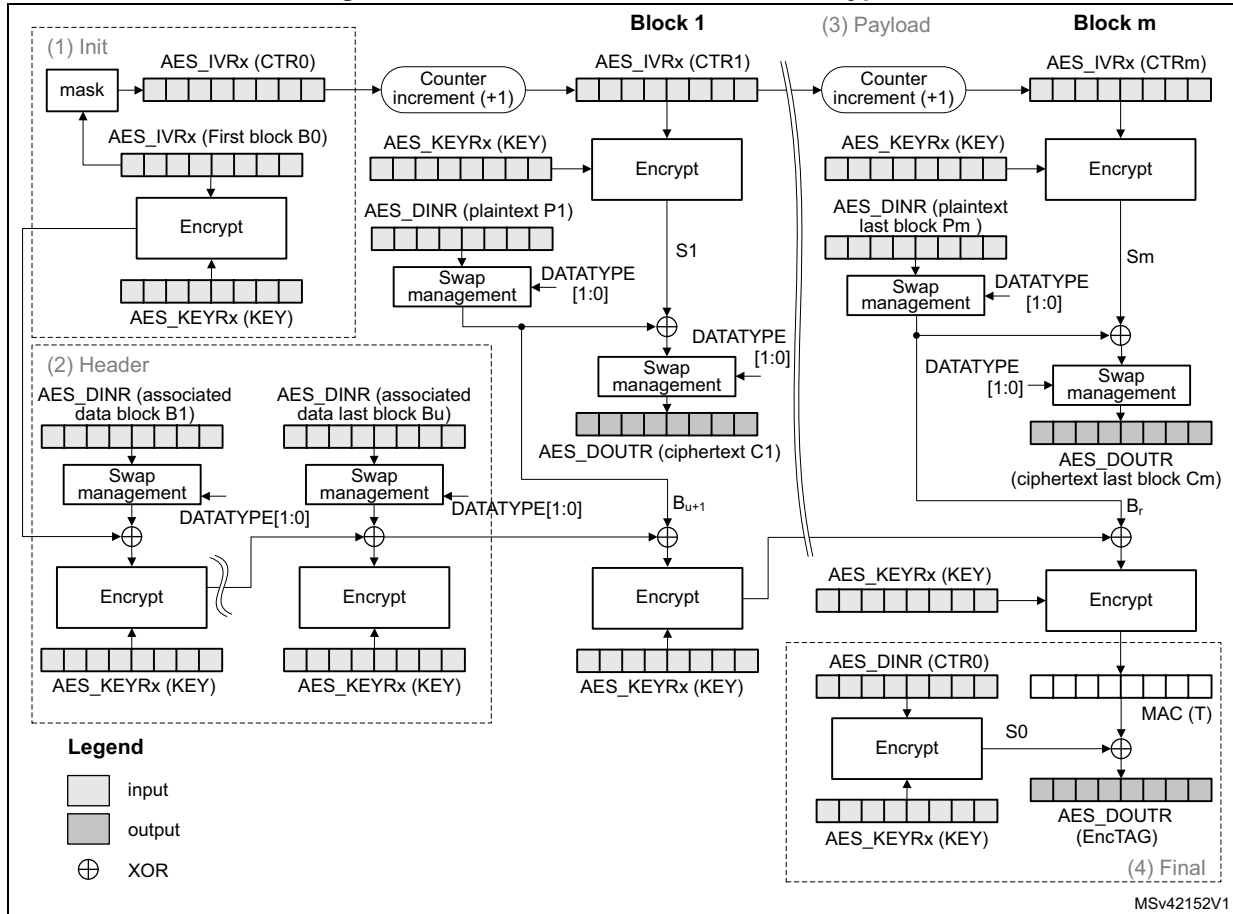 Block 1
(3) Payload
Block m
(1) Init
AES_IVRx (CTR0)
mask
Counter
increment (+1)
AES_IVRx (CTR1)
Counter
increment (+1)
AES_IVRx (CTRm)
AES_IVRx (First block B0)
Encrypt
AES_KEYRx (KEY)
AES_KEYRx (KEY)
Encrypt
AES_KEYRx (KEY)
Encrypt
AES_DINR (plaintext P1)
Swap
management
DATATYPE
[1:0]
S1
DATATYPE
[1:0]
Swap
management
AES_DOUTR (ciphertext C1)
AES_DINR (plaintext
last block Pm )
Swap
management
DATATYPE
[1:0]
Sm
DATATYPE
[1:0]
Swap
management
AES_DOUTR
(ciphertext last block Cm)
(2) Header
AES_DINR (associated
data block B1)
AES_DINR (associated
data last block Bu)
Swap
management
DATATYPE[1:0]
Swap
management
DATATYPE[1:0]
Encrypt
Encrypt
AES_KEYRx (KEY)
AES_KEYRx (KEY)
Bu+1
Encrypt
AES_KEYRx (KEY)
Br
AES_KEYRx (KEY)
Encrypt
AES_DINR (CTR0)
Encrypt
S0
AES_KEYRx (KEY)
MAC (T)
AES_DOUTR
(EncTAG)
(4) Final
Legend
input
output
XOR
MSv42152V1